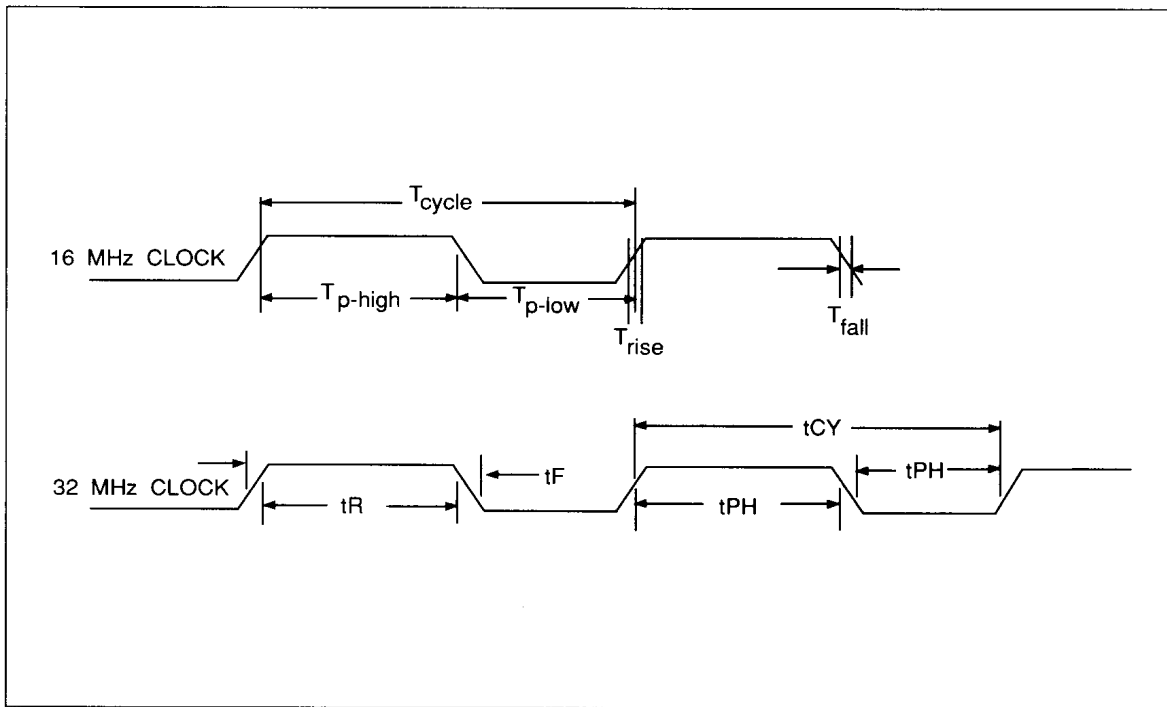 Tcycle
16 MHz CLOCK
Tp-high
Tp-low
Trise
Tfall
tCY
32 MHz CLOCK
tF
tPH
tR
tPH